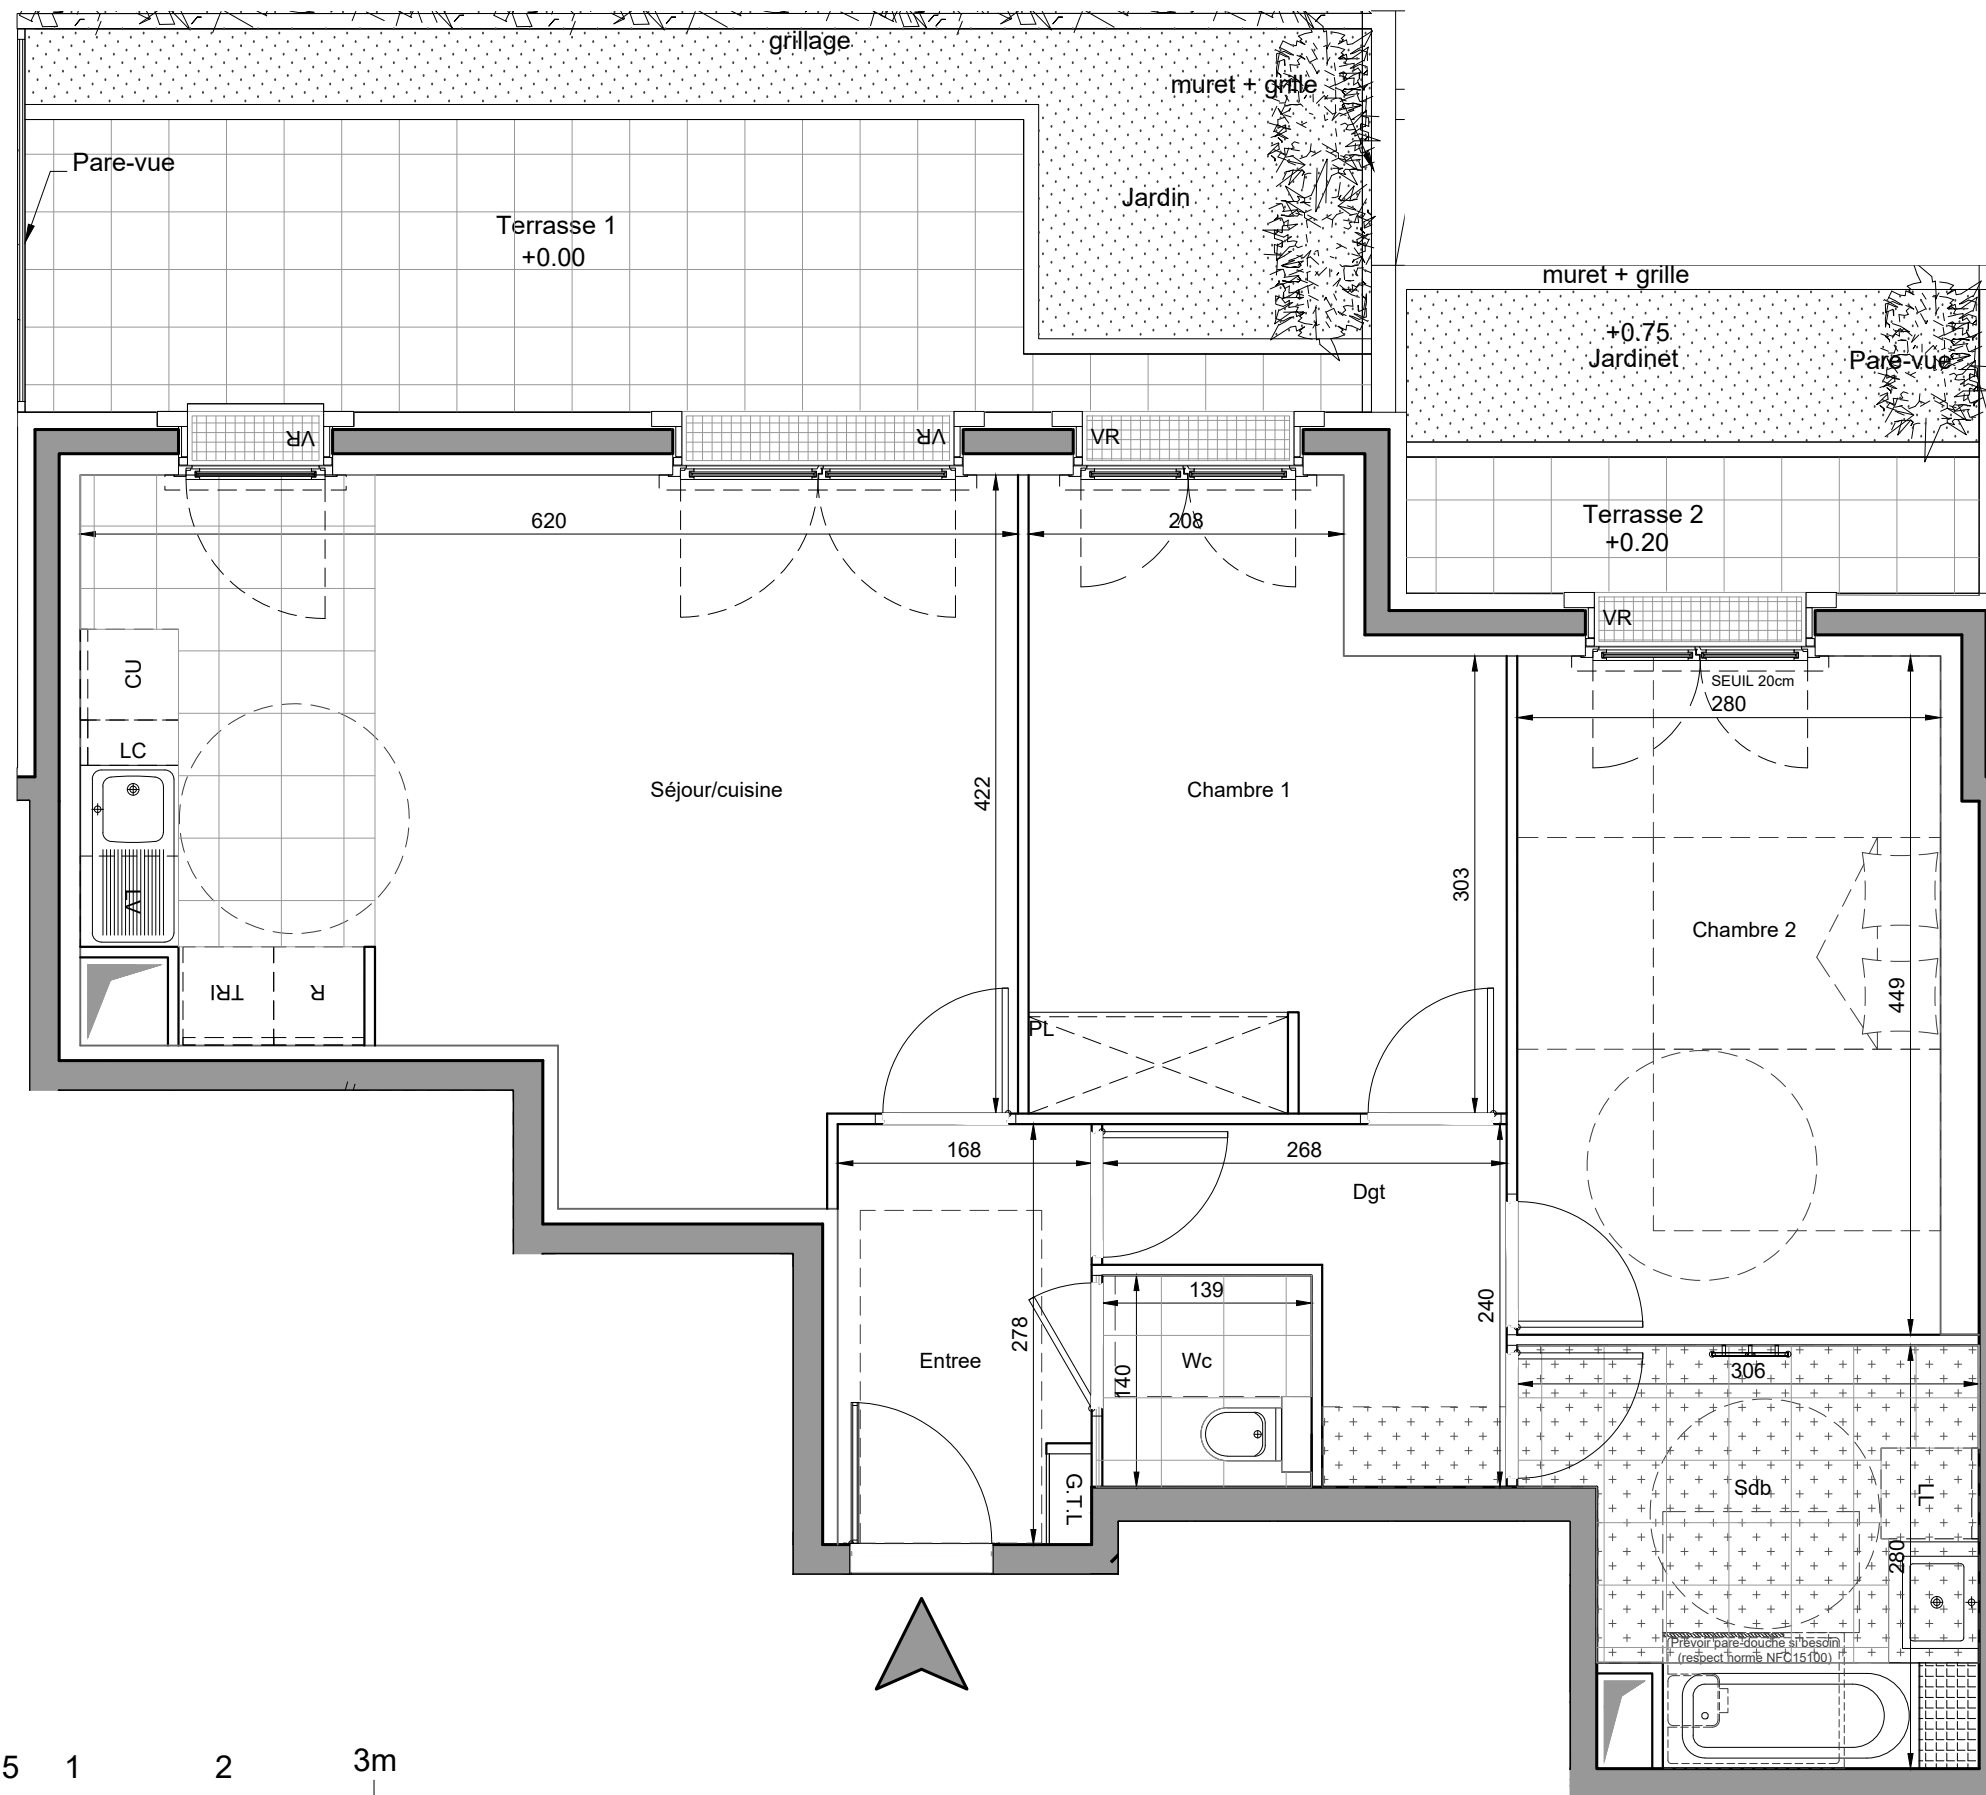 grillage
muret + grille
Pare-vue
Jardin
Terrasse 1
+0.00
muret + grille
+0.75
Jardinet
Pare-vue
VR
VR
VR
Terrasse 2
+0.20
620
208
VR
SEUIL 20cm
280
CU
LC
LV
Séjour/cuisine
422
Chambre 1
303
Chambre 2
449
TRI
R
PL
168
268
Dgt
139
278
240
Entree
140
Wc
306
G.T.L
Sdb
LL
280
Prévoir pare-douche si besoin
(respect norme NFC15100)
5 1 2 3m